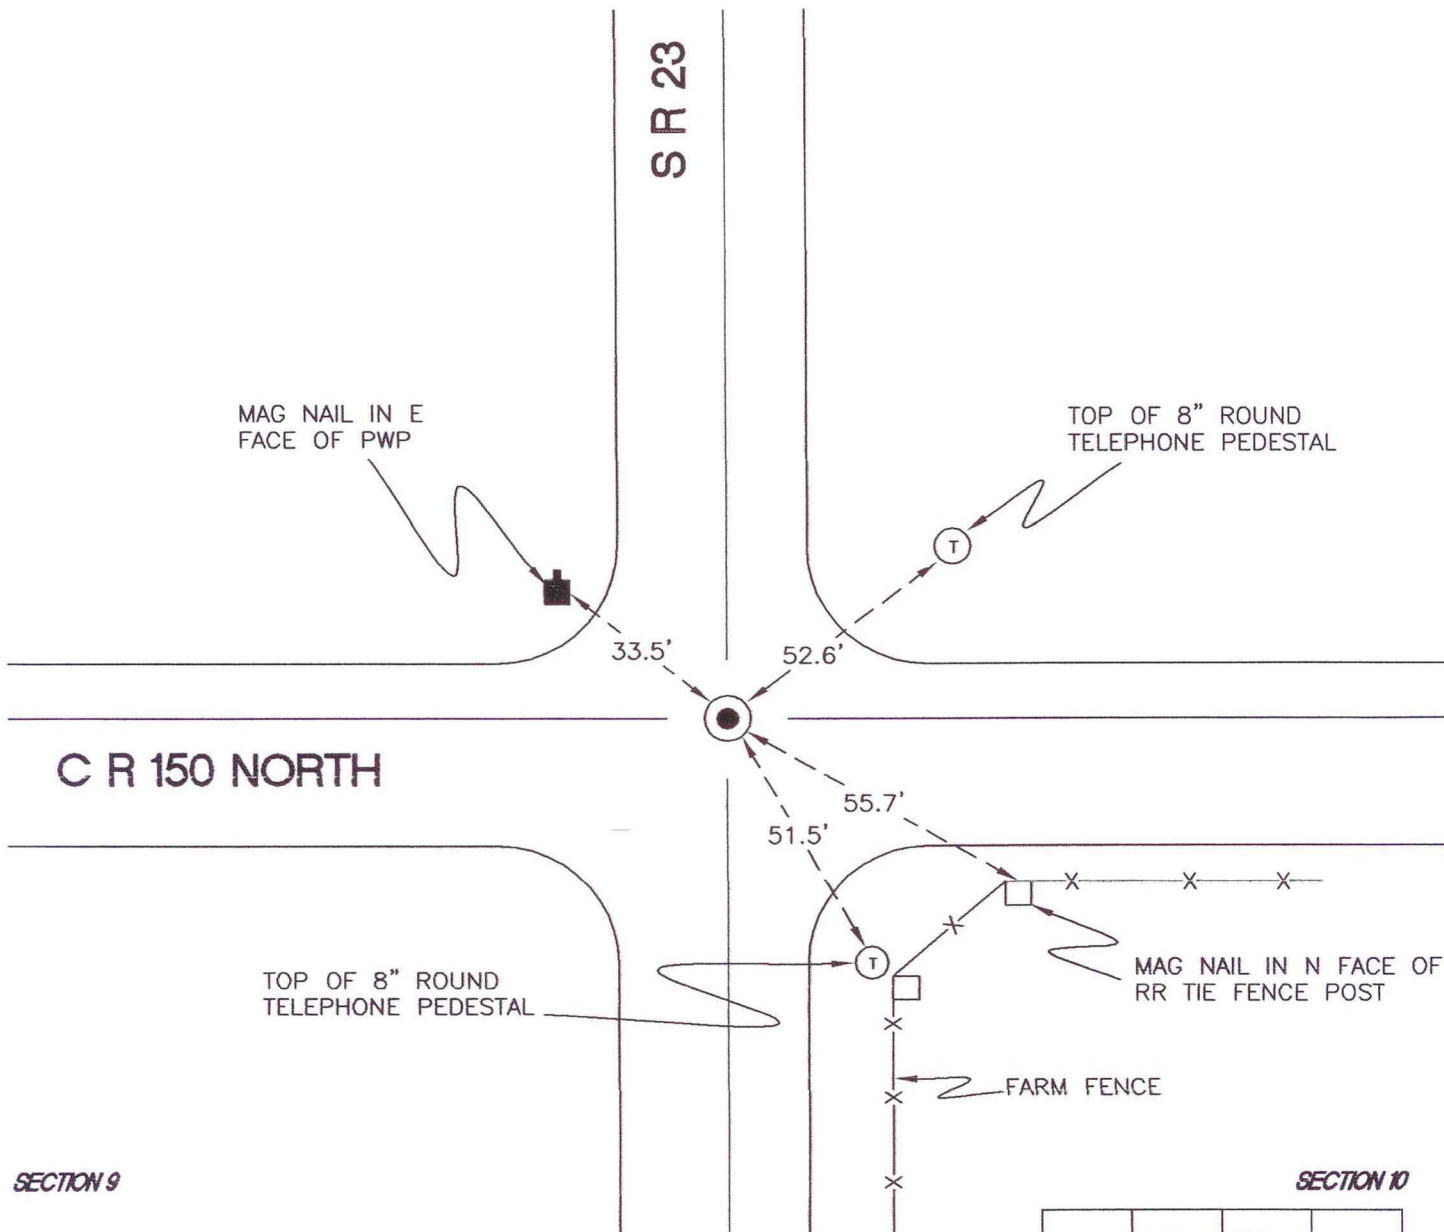 S R 23
MAG NAIL IN E
FACE OF PWP
TOP OF 8" ROUND
TELEPHONE PEDESTAL
T
33.5'
52.6'
C R 150 NORTH
55.7'
51.5'
T
TOP OF 8" ROUND
TELEPHONE PEDESTAL
MAG NAIL IN N FACE OF
RR TIE FENCE POST
FARM FENCE
SECTION 9
SECTION 10